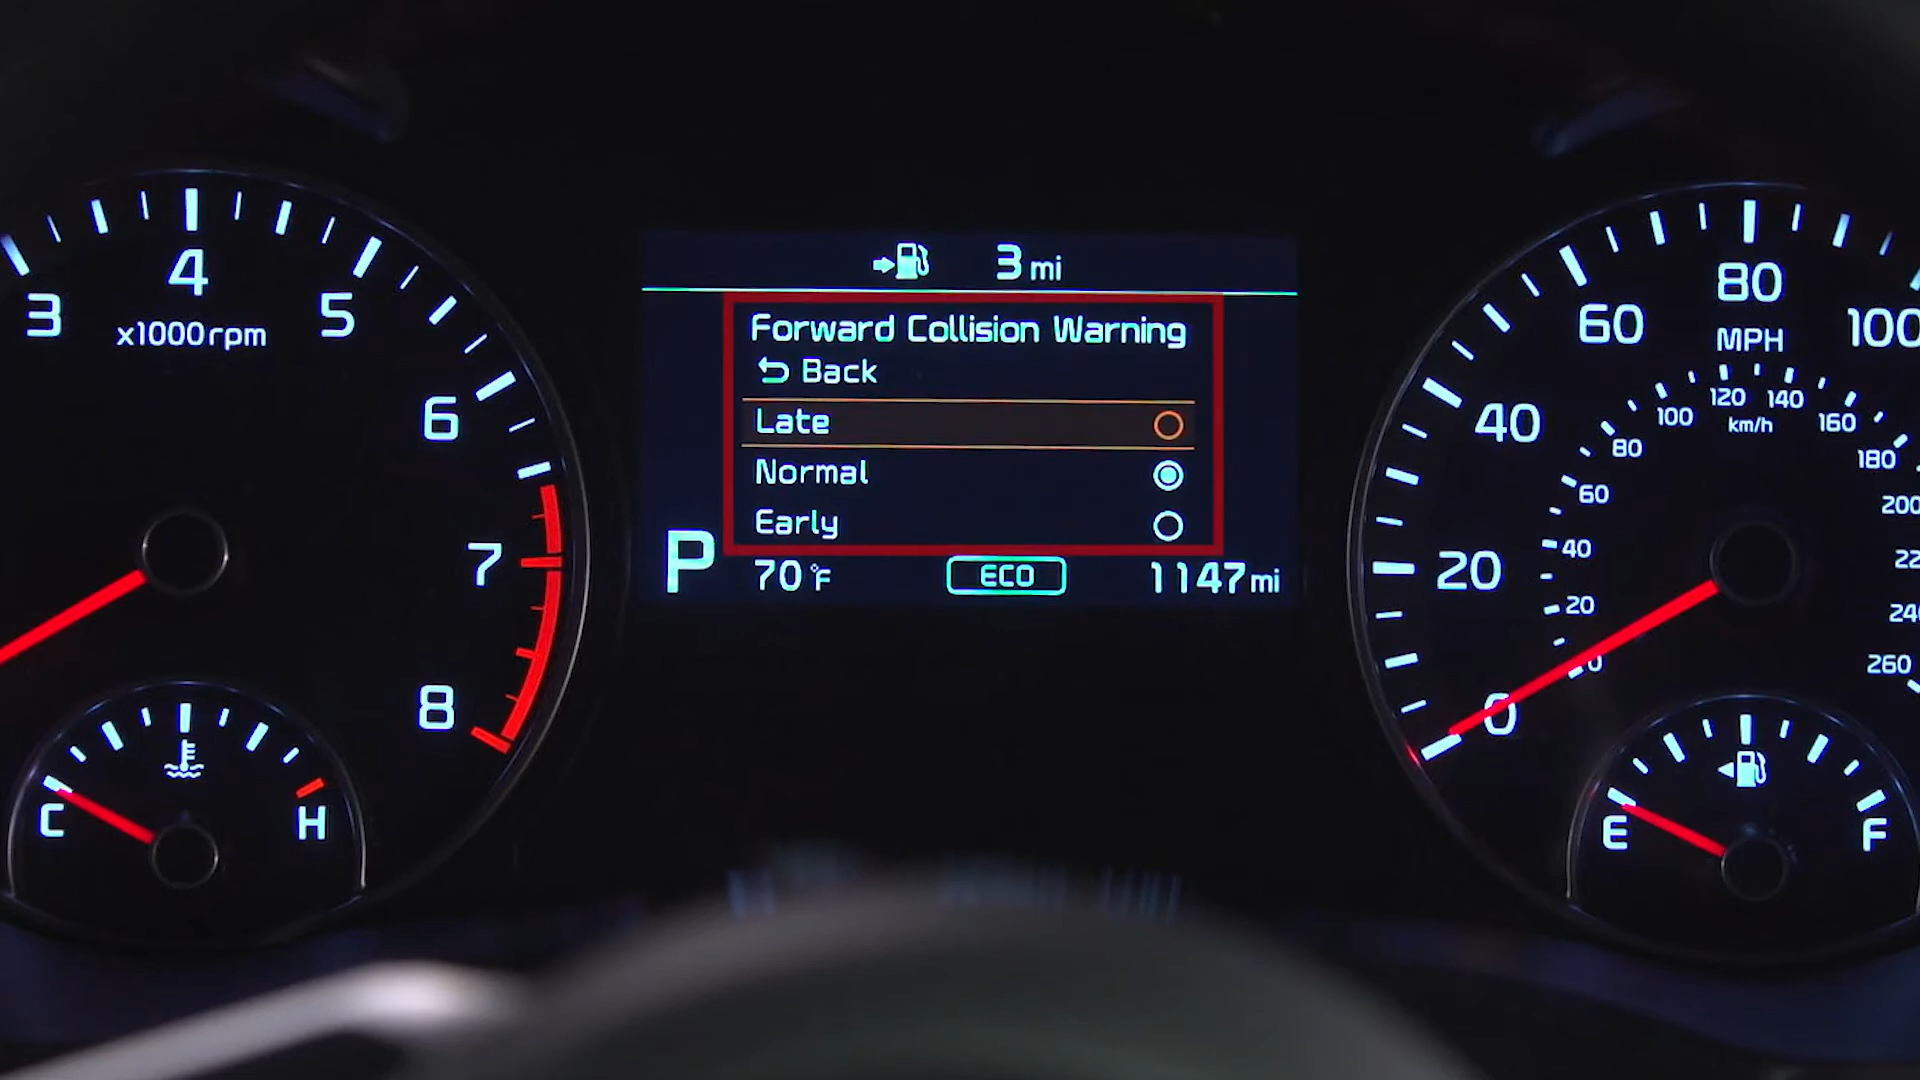 3 mi
Forward Collision Warning
Back
Late
Normal
Early
P 70°F ECO 1147mi
3 4 5 6 7 8
x1000rpm
C H
0 20 40 60 80 100
MPH
0 20 40 60 80 100 120 140 160 180 200
km/h
260
E F